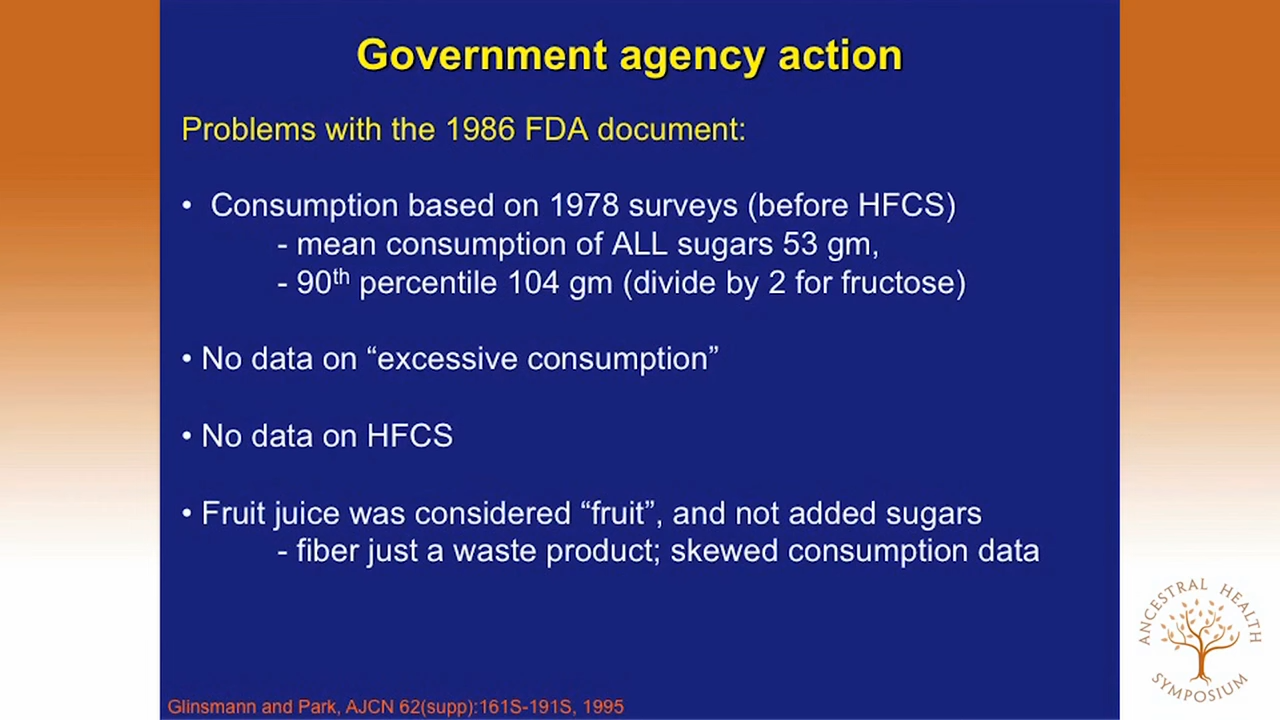 Government agency action
Problems with the 1986 FDA document:
• Consumption based on 1978 surveys (before HFCS)
- mean consumption of ALL sugars 53 gm,
- 90th percentile 104 gm (divide by 2 for fructose)
• No data on “excessive consumption”
• No data on HFCS
• Fruit juice was considered “fruit”, and not added sugars
- fiber just a waste product; skewed consumption data
Glinsmann and Park, AJCN 62(supp):161S-191S, 1995
ANCESTRAL HEALTH
SYMPOSIUM